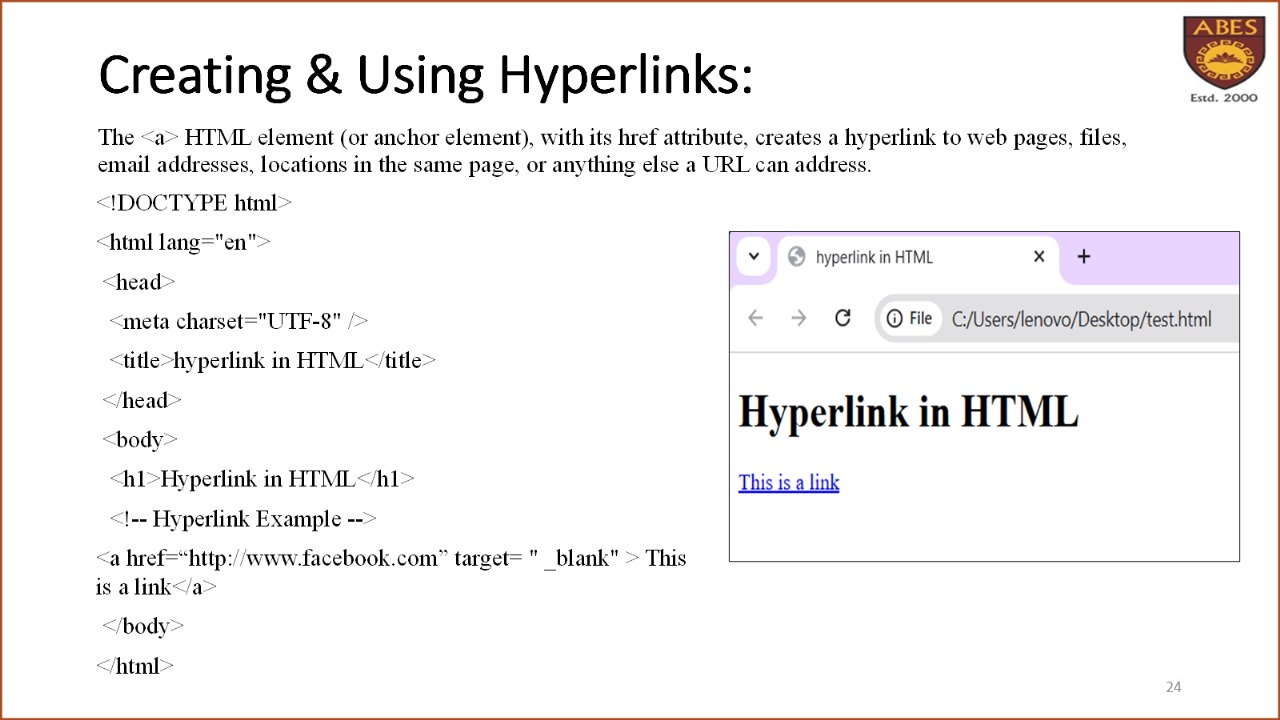 ABES
Estd. 2000
Creating & Using Hyperlinks:
The <a> HTML element (or anchor element), with its href attribute, creates a hyperlink to web pages, files,
email addresses, locations in the same page, or anything else a URL can address.
<!DOCTYPE html>
<html lang="en">
<head>
<meta charset="UTF-8" />
<title>hyperlink in HTML</title>
</head>
<body>
<h1>Hyperlink in HTML</h1>
<!-- Hyperlink Example -->
<a href=“http://www.facebook.com” target= " _blank" > This
is a link</a>
</body>
</html>
hyperlink in HTML
File C:/Users/lenovo/Desktop/test.html
Hyperlink in HTML
This is a link
24